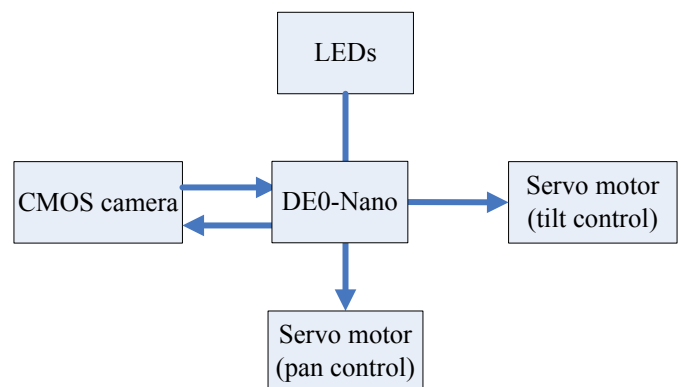 LEDs
CMOS camera
DE0-Nano
Servo motor
(tilt control)
Servo motor
(pan control)